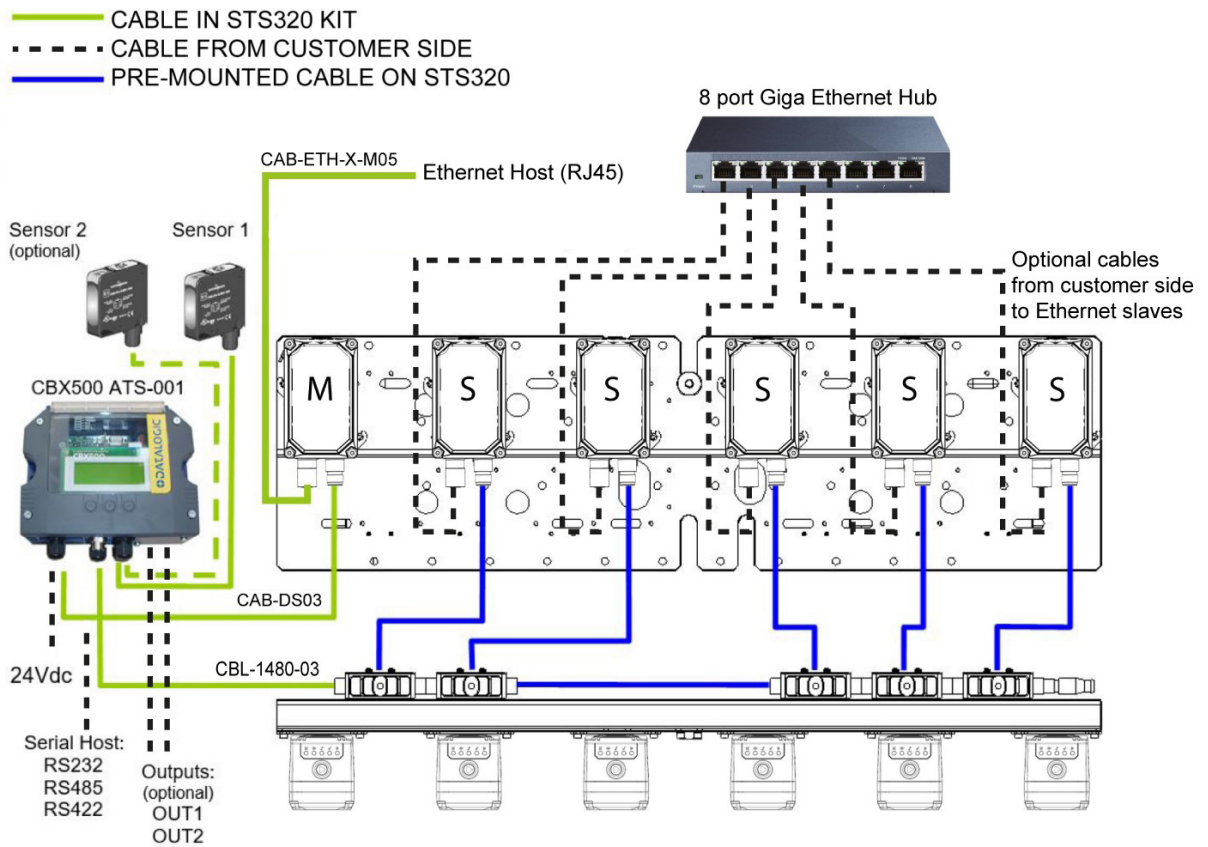 CABLE IN STS320 KIT
CABLE FROM CUSTOMER SIDE
PRE-MOUNTED CABLE ON STS320
8 port Giga Ethernet Hub
CAB-ETH-X-M05
Ethernet Host (RJ45)
Sensor 2
(optional)
Sensor 1
Optional cables
from customer side
to Ethernet slaves
CBX500 ATS-001
CBX500
DATALOGIC
M
S
S
S
S
S
CAB-DS03
CBL-1480-03
24Vdc
Serial Host:
RS232
RS485
RS422
Outputs:
(optional)
OUT1
OUT2